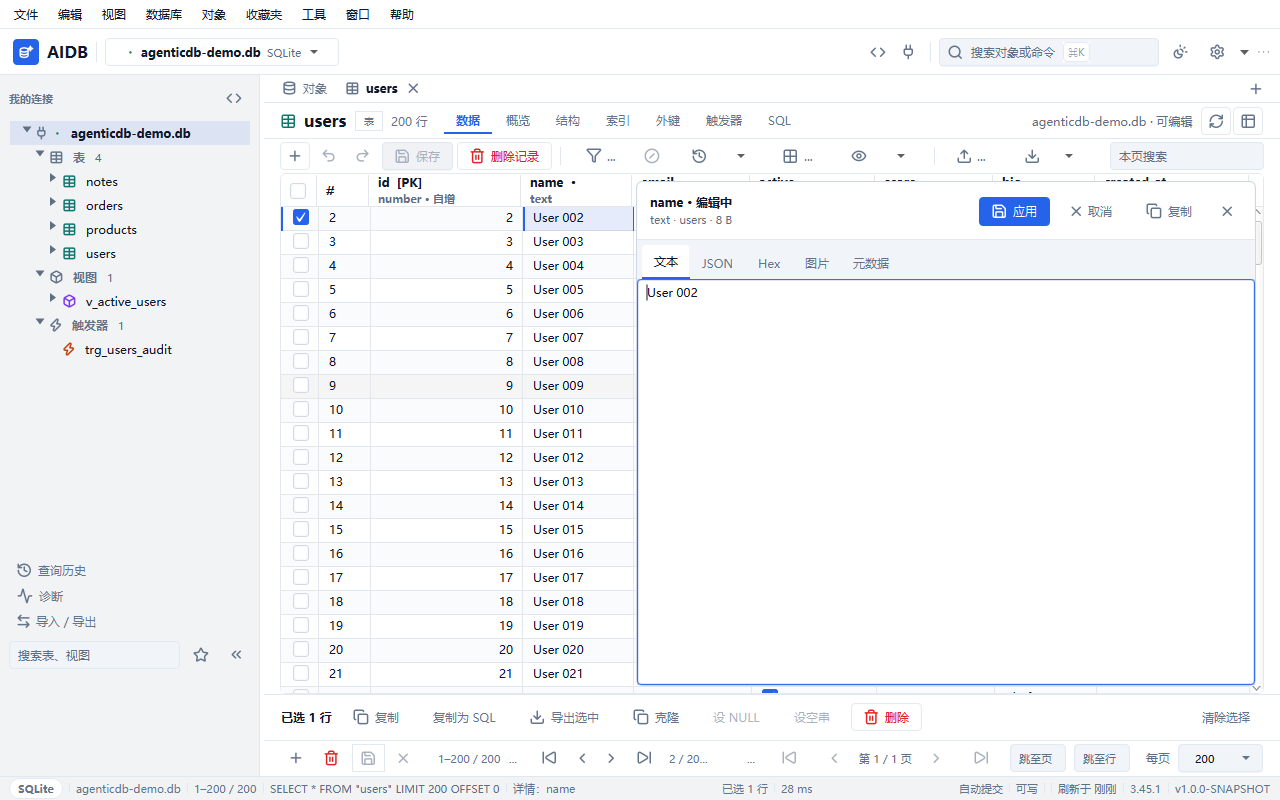 文件 编辑 视图 数据库 对象 收藏夹 工具 窗口 帮助
AIDB · agenticdb-demo.db SQLite 搜索对象或命令 ⌘K
我的连接
· agenticdb-demo.db
表 4
notes
orders
products
users
视图 1
v_active_users
触发器 1
trg_users_audit
查询历史
诊断
导入 / 导出
搜索表、视图
对象 users
users 表 200 行 数据 概览 结构 索引 外键 触发器 SQL agenticdb-demo.db · 可编辑
保存 删除记录 ... ... ... 本页搜索
# id [PK] name •
number • 自增 text
2 2 User 002
3 3 User 003
4 4 User 004
5 5 User 005
6 6 User 006
7 7 User 007
8 8 User 008
9 9 User 009
10 10 User 010
11 11 User 011
12 12 User 012
13 13 User 013
14 14 User 014
15 15 User 015
16 16 User 016
17 17 User 017
18 18 User 018
19 19 User 019
20 20 User 020
21 21 User 021
name • 编辑中
text · users · 8 B
应用 取消 复制
文本 JSON Hex 图片 元数据
User 002
已选 1 行 复制 复制为 SQL 导出选中 克隆 设 NULL 设空串 删除 清除选择
1–200 / 200 ... 2 / 20... ... 第 1 / 1 页 跳至页 跳至行 每页 200
SQLite agenticdb-demo.db 1–200 / 200 SELECT * FROM "users" LIMIT 200 OFFSET 0 详情: name 已选 1 行 28 ms 自动提交 可写 刷新于 刚刚 3.45.1 v1.0.0-SNAPSHOT